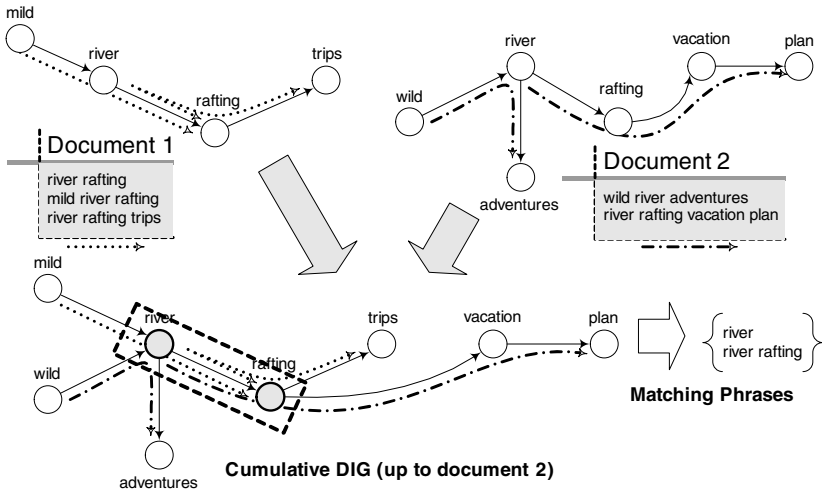 mild
river
trips
rafting
river
vacation
plan
wild
rafting
adventures
Document 1
river rafting
mild river rafting
river rafting trips
Document 2
wild river adventures
river rafting vacation plan
mild
river
trips
vacation
plan
rafting
wild
adventures
river
river rafting
Matching Phrases
Cumulative DIG (up to document 2)